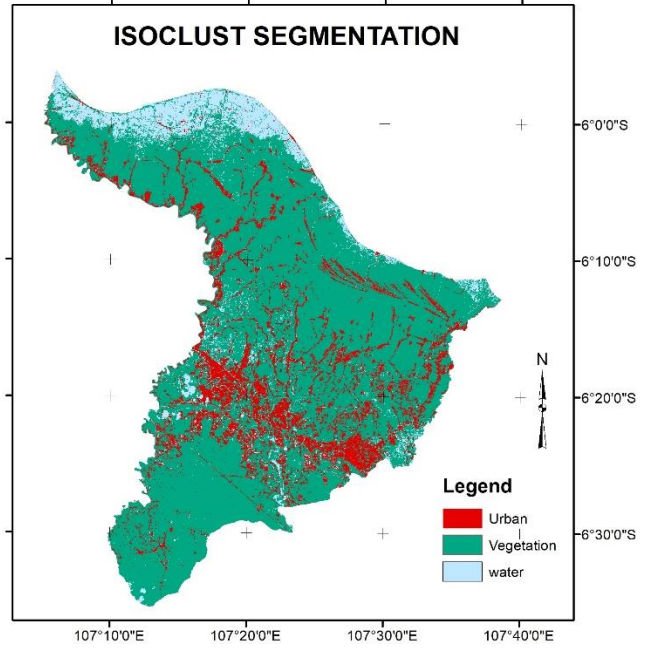 ISOCLUST SEGMENTATION
6°0'0"S
6°10'0"S
N
6°20'0"S
Legend
Urban
Vegetation
water
6°30'0"S
107°10'0"E
107°20'0"E
107°30'0"E
107°40'0"E